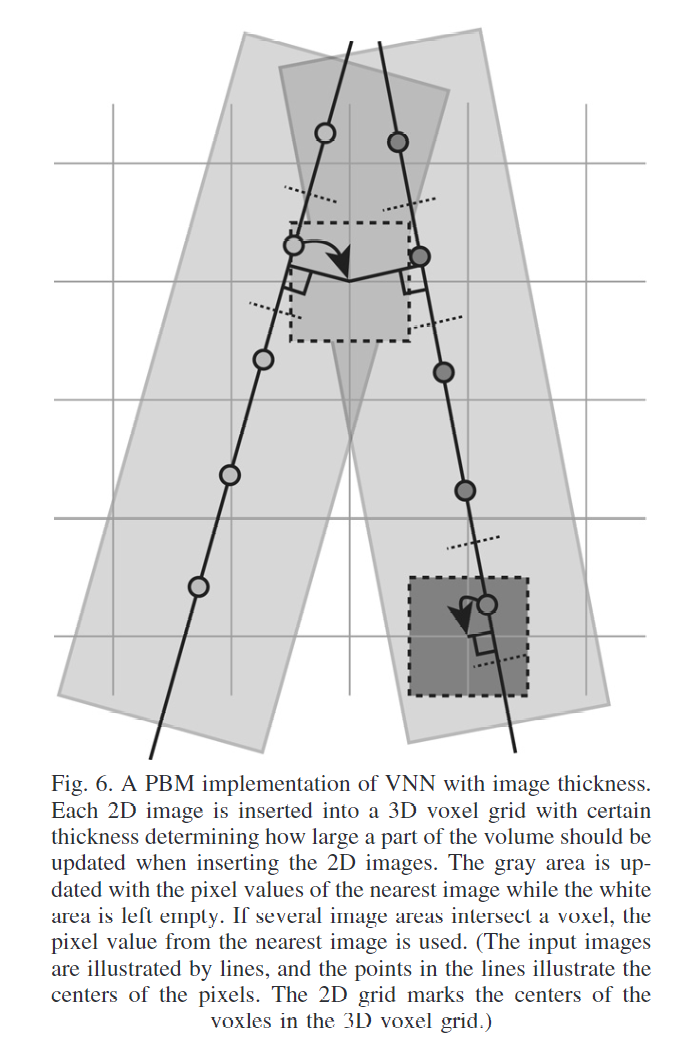 Fig. 6. A PBM implementation of VNN with image thickness.
Each 2D image is inserted into a 3D voxel grid with certain
thickness determining how large a part of the volume should be
updated when inserting the 2D images. The gray area is up-
dated with the pixel values of the nearest image while the white
area is left empty. If several image areas intersect a voxel, the
pixel value from the nearest image is used. (The input images
are illustrated by lines, and the points in the lines illustrate the
centers of the pixels. The 2D grid marks the centers of the
voxles in the 3D voxel grid.)